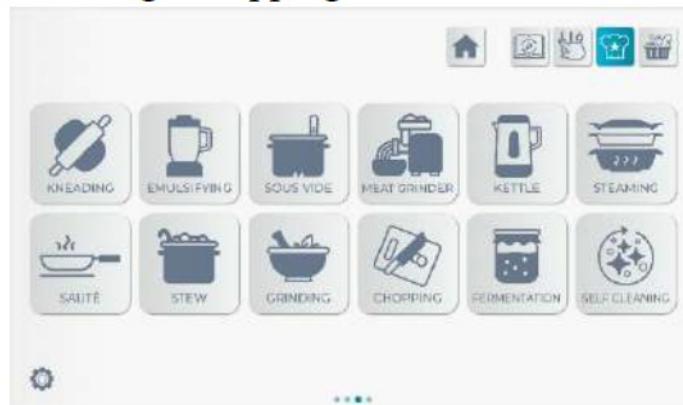 KNEADING EMULSIFYING SOUS VIDE MEAT GRINDER KETTLE STEAMING
SAUTÉ STEW GRINDING CHOPPING FERMENTATION SELF CLEANING